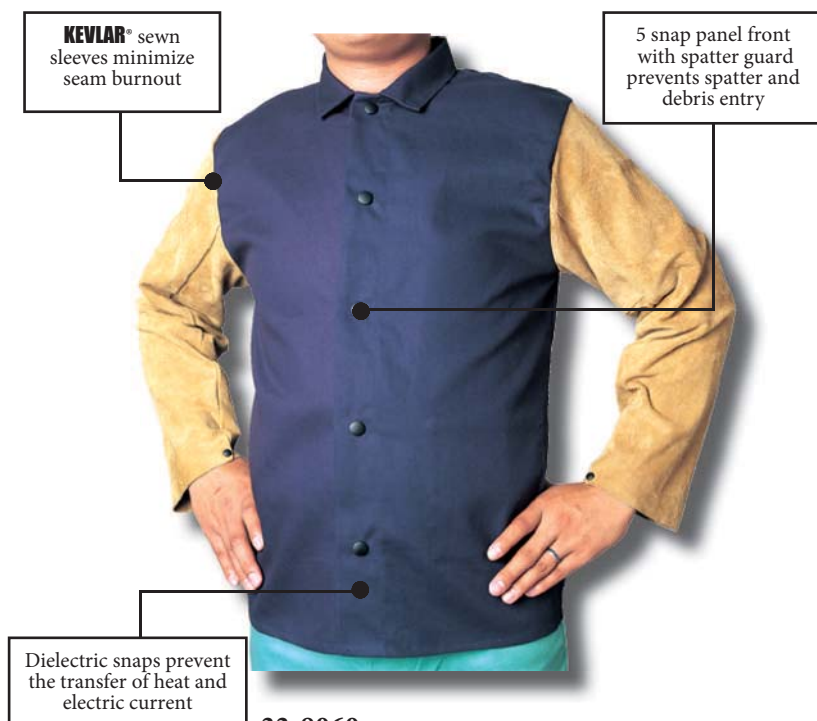 KEVLAR® sewn
sleeves minimize
seam burnout
5 snap panel front
with spatter guard
prevents spatter and
debris entry
Dielectric snaps prevent
the transfer of heat and
electric current